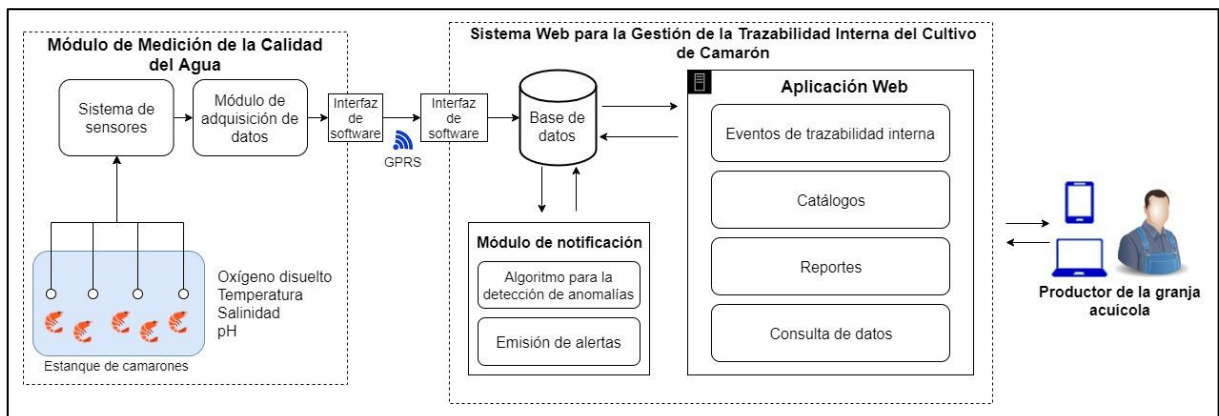 Módulo de Medición de la Calidad
del Agua
Sistema de
sensores
Módulo de
adquisición de
datos
Interfaz
de
software
GPRS
Interfaz
de
software
Oxígeno disuelto
Temperatura
Salinidad
pH
Estanque de camarones
Sistema Web para la Gestión de la Trazabilidad Interna del Cultivo
de Camarón
Base de
datos
Módulo de notificación
Algoritmo para la
detección de anomalías
Emisión de alertas
Aplicación Web
Eventos de trazabilidad interna
Catálogos
Reportes
Consulta de datos
Productor de la granja
acuícola